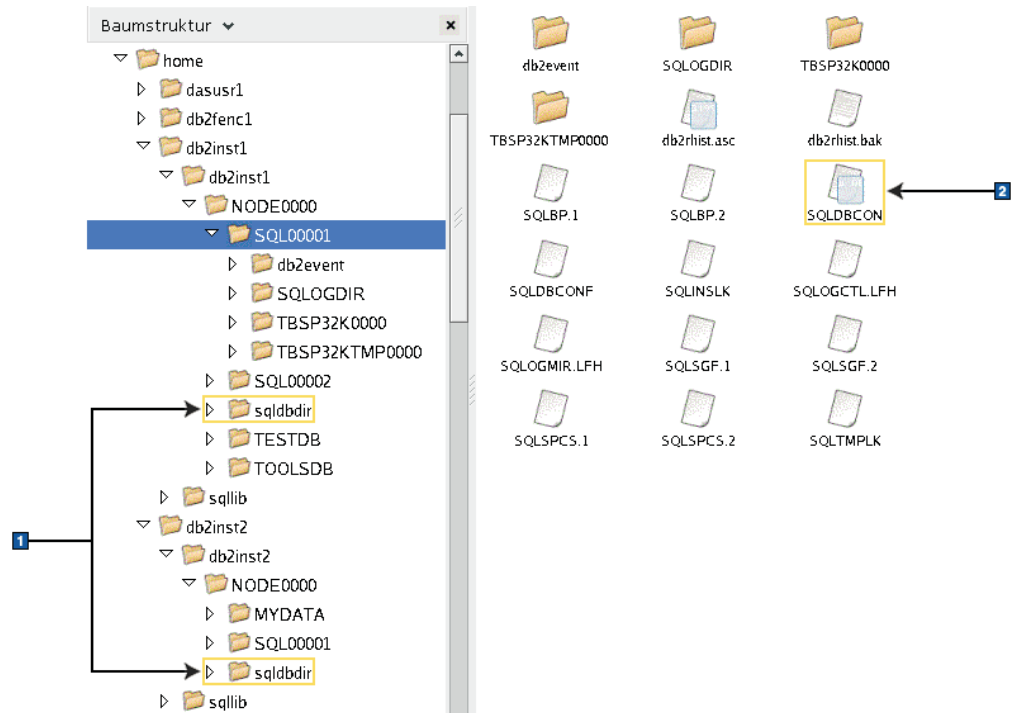 Baumstruktur
home
dasusr1
db2fenc1
db2inst1
db2inst1
NODE0000
SQL00001
db2event
SQLOGDIR
TBSP32K0000
TBSP32KTMP0000
SQL00002
sqldbdir
TESTDB
TOOLSDB
sqllib
db2inst2
db2inst2
NODE0000
MYDATA
SQL00001
sqldbdir
sqllib
1
db2event SQLOGDIR TBSP32K0000
TBSP32KTMP0000 db2rhist.asc db2rhist.bak
SQLBP.1 SQLBP.2 SQLDBCON
2
SQLDBCONF SQLINSLK SQLOGCTL.LFH
SQLOGMIR.LFH SQLSGF.1 SQLSGF.2
SQLSPCS.1 SQLSPCS.2 SQLTMPLK